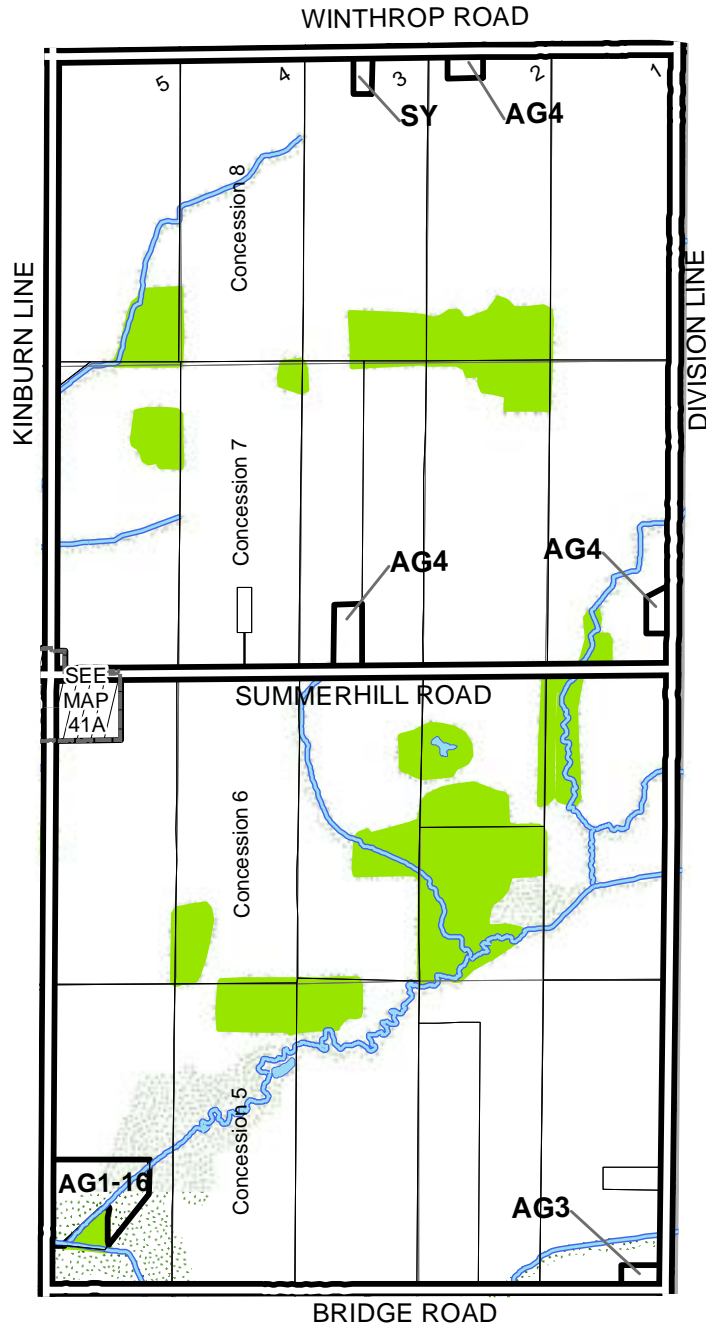 WINTHROP ROAD
5
4
3
2
1
SY
AG4
Concession 8
KINBURN LINE
DIVISION LINE
Concession 7
AG4
AG4
SEE
MAP
41A
SUMMERHILL ROAD
Concession 6
Concession 5
AG1-16
AG3
BRIDGE ROAD